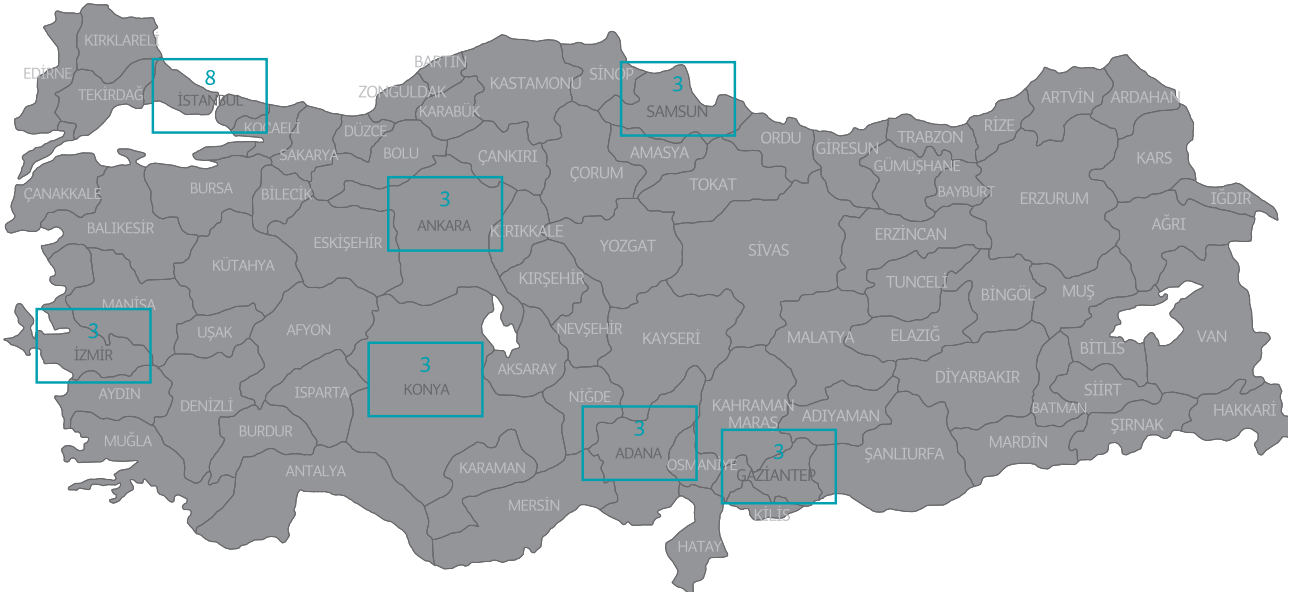 KIRKLARELİ
EDİRNE
TEKİRDAĞ
8
İSTANBUL
KOCAELİ
SAKARYA
DÜZCE
BOLU
ZONGULDAK
BARTIN
KARABÜK
KASTAMONU
SİNOP
3
SAMSUN
ÇANKIRI
ÇORUM
AMASYA
TOKAT
ORDU
GİRESUN
TRABZON
GÜMÜŞHANE
BAYBURT
RİZE
ARTVİN
ARDAHAN
KARS
IĞDIR
AĞRI
ERZURUM
ERZİNCAN
SİVAS
YOZGAT
KIRIKKALE
3
ANKARA
ESKİŞEHİR
BİLECİK
BURSA
ÇANAKKALE
BALIKESİR
KÜTAHYA
MANİSA
3
İZMİR
UŞAK
AFYON
3
KONYA
AKSARAY
KIRŞEHİR
NEVŞEHİR
KAYSERİ
MALATYA
TUNCELİ
ELAZIĞ
BİNGÖL
MUŞ
BİTLİS
VAN
HAKKARİ
ŞIRNAK
SİİRT
BATMAN
DİYARBAKIR
MARDİN
ŞANLIURFA
ADIYAMAN
KAHRAMAN
MARAS
3
GAZİANTEP
KİLİS
HATAY
OSMANİYE
3
ADANA
NİĞDE
MERSİN
KARAMAN
ANTALYA
ISPARTA
BURDUR
DENİZLİ
AYDIN
MUĞLA